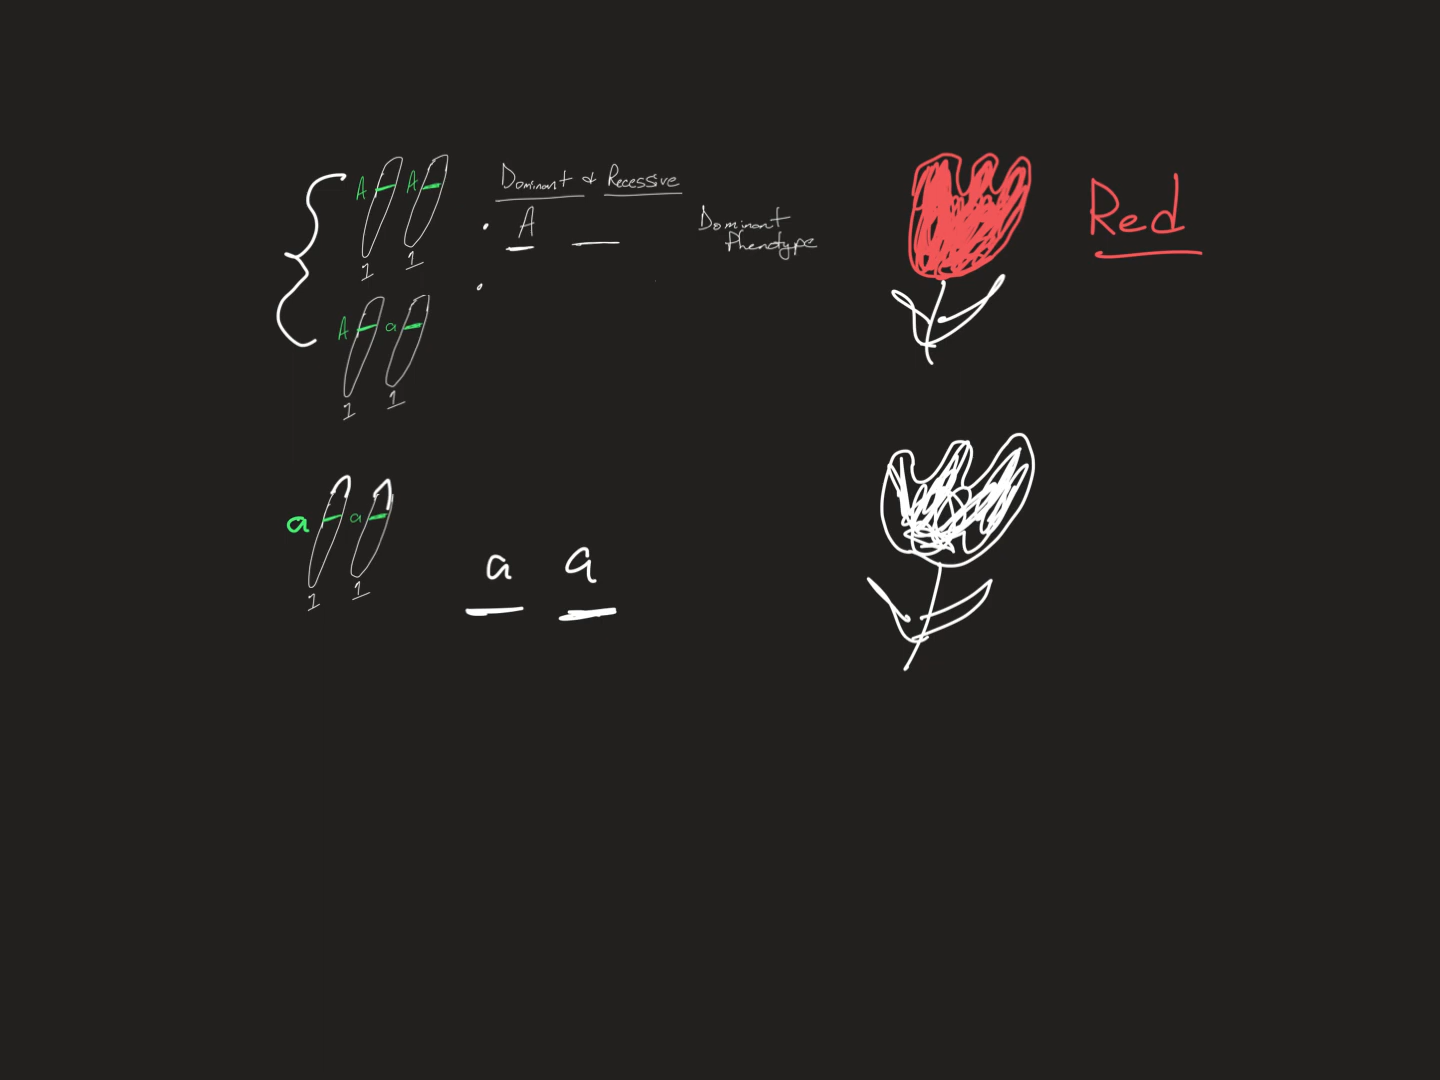 A A
1 1
Dominant & Recessive
A
Dominant
Phenotype
Red
A a
1 1
a a
1 1
a a